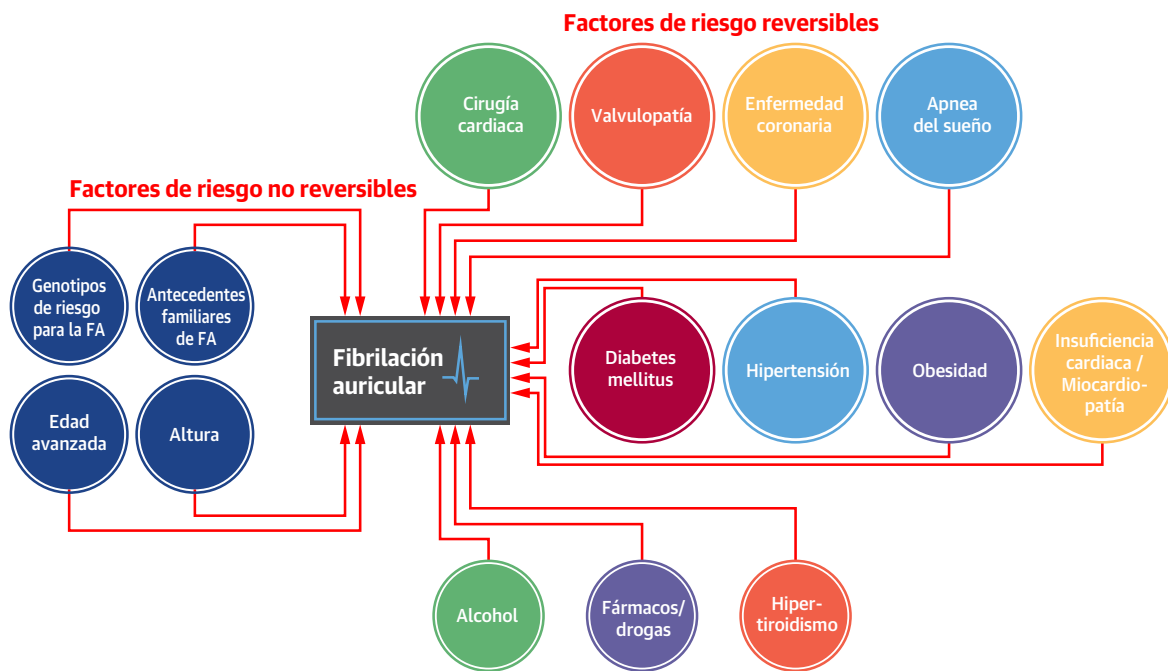 Factores de riesgo reversibles
Cirugía
cardiaca
Valvulopatía
Enfermedad
coronaria
Apnea
del sueño
Factores de riesgo no reversibles
Genotipos
de riesgo
para la FA
Antecedentes
familiares
de FA
Edad
avanzada
Altura
Fibrilación
auricular
Diabetes
mellitus
Hipertensión
Obesidad
Insuficiencia
cardiaca /
Miocardio-
patía
Alcohol
Fármacos/
drogas
Hiper-
tiroidismo